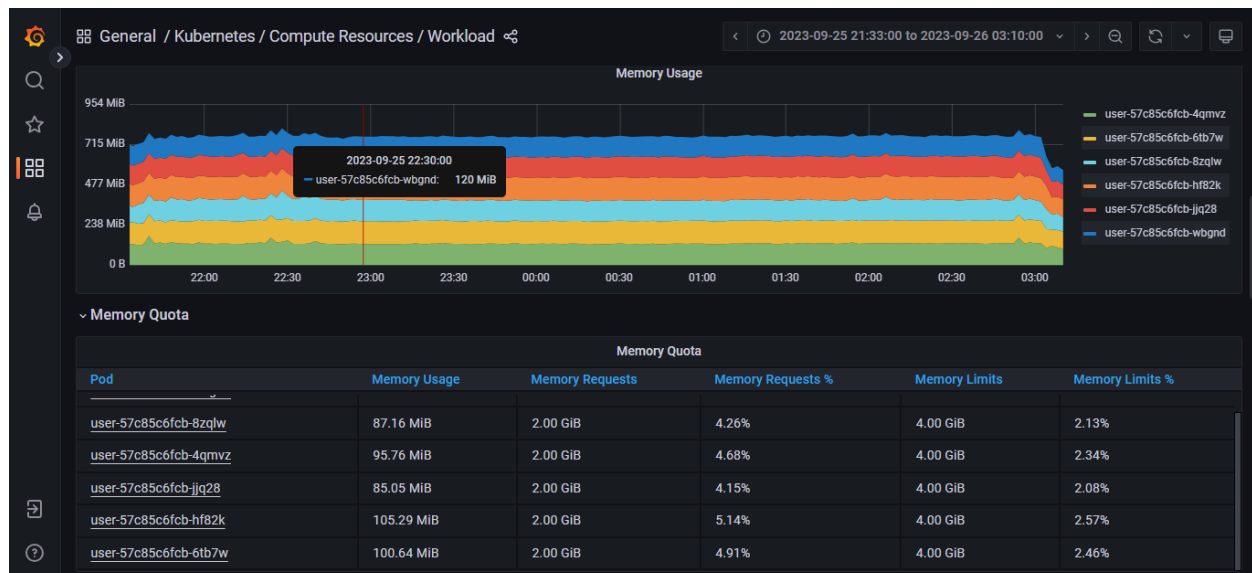 General / Kubernetes / Compute Resources / Workload
2023-09-25 21:33:00 to 2023-09-26 03:10:00
Memory Usage
954 MiB
715 MiB
477 MiB
238 MiB
0 B
22:00 22:30 23:00 23:30 00:00 00:30 01:00 01:30 02:00 02:30 03:00
2023-09-25 22:30:00
user-57c85c6fcb-wbgnd: 120 MiB
user-57c85c6fcb-4qmvz
user-57c85c6fcb-6tb7w
user-57c85c6fcb-8zqlw
user-57c85c6fcb-hf82k
user-57c85c6fcb-jjq28
user-57c85c6fcb-wbgnd
Memory Quota
Memory Quota
Pod Memory Usage Memory Requests Memory Requests % Memory Limits Memory Limits %
user-57c85c6fcb-8zqlw 87.16 MiB 2.00 GiB 4.26% 4.00 GiB 2.13%
user-57c85c6fcb-4qmvz 95.76 MiB 2.00 GiB 4.68% 4.00 GiB 2.34%
user-57c85c6fcb-jjq28 85.05 MiB 2.00 GiB 4.15% 4.00 GiB 2.08%
user-57c85c6fcb-hf82k 105.29 MiB 2.00 GiB 5.14% 4.00 GiB 2.57%
user-57c85c6fcb-6tb7w 100.64 MiB 2.00 GiB 4.91% 4.00 GiB 2.46%